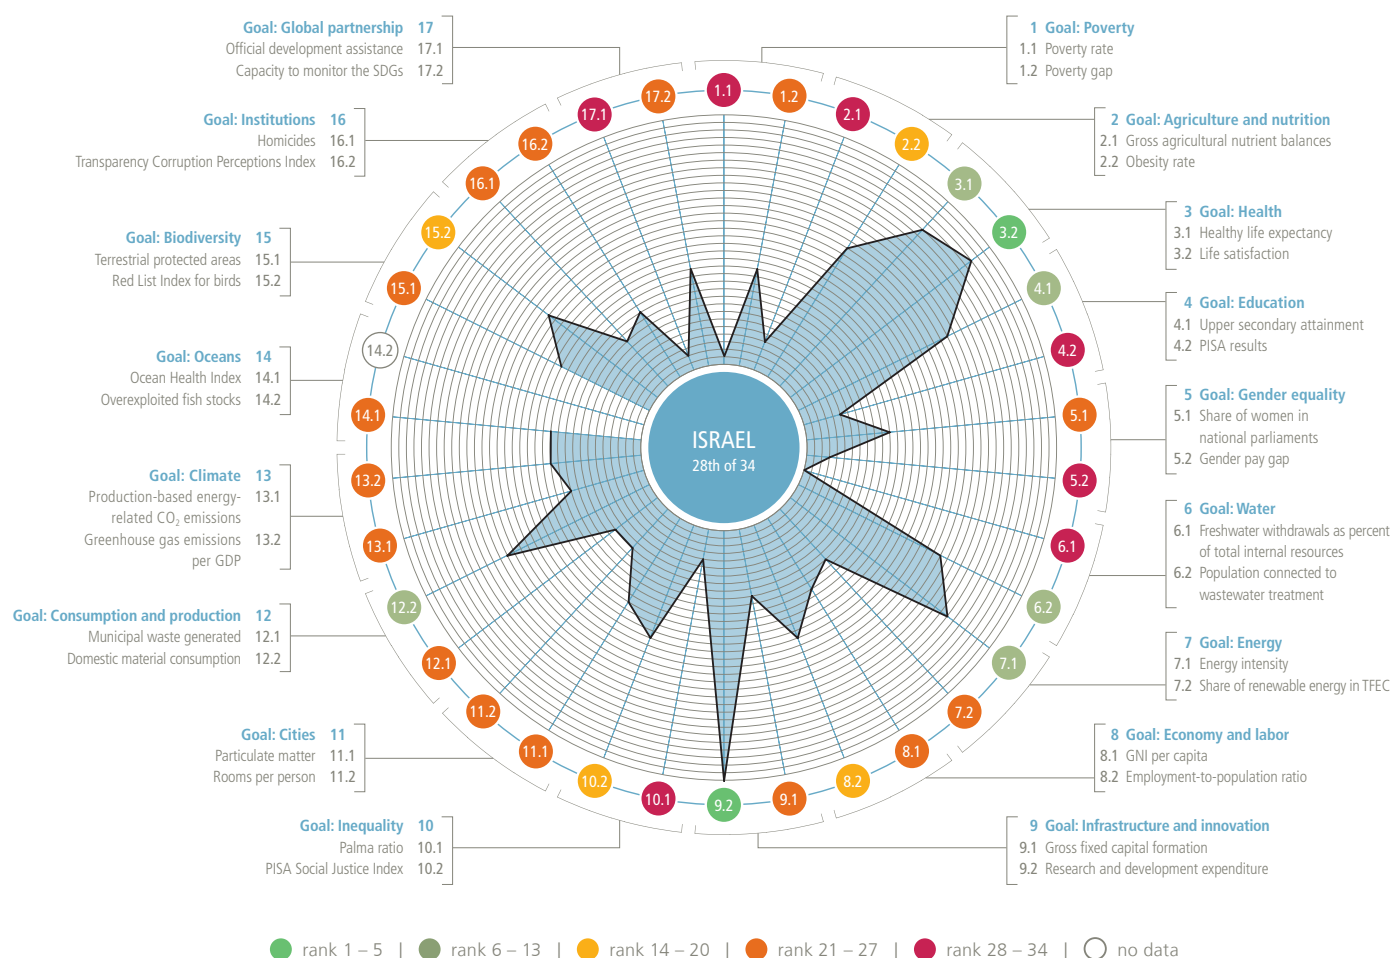 Goal: Global partnership 17
Official development assistance 17.1
Capacity to monitor the SDGs 17.2
Goal: Institutions 16
Homicides 16.1
Transparency Corruption Perceptions Index 16.2
Goal: Biodiversity 15
Terrestrial protected areas 15.1
Red List Index for birds 15.2
Goal: Oceans 14
Ocean Health Index 14.1
Overexploited fish stocks 14.2
Goal: Climate 13
Production-based energy- 13.1
related CO₂ emissions
Greenhouse gas emissions 13.2
per GDP
Goal: Consumption and production 12
Municipal waste generated 12.1
Domestic material consumption 12.2
Goal: Cities 11
Particulate matter 11.1
Rooms per person 11.2
Goal: Inequality 10
Palma ratio 10.1
PISA Social Justice Index 10.2
1.1
1.2
2.1
2.2
3.1
3.2
4.1
4.2
5.1
5.2
6.1
6.2
7.1
7.2
8.1
8.2
9.1
9.2
10.1
10.2
11.1
11.2
12.1
12.2
13.1
13.2
14.1
14.2
15.1
15.2
16.1
16.2
17.1
17.2
ISRAEL
28th of 34
1 Goal: Poverty
1.1 Poverty rate
1.2 Poverty gap
2 Goal: Agriculture and nutrition
2.1 Gross agricultural nutrient balances
2.2 Obesity rate
3 Goal: Health
3.1 Healthy life expectancy
3.2 Life satisfaction
4 Goal: Education
4.1 Upper secondary attainment
4.2 PISA results
5 Goal: Gender equality
5.1 Share of women in
national parliaments
5.2 Gender pay gap
6 Goal: Water
6.1 Freshwater withdrawals as percent
of total internal resources
6.2 Population connected to
wastewater treatment
7 Goal: Energy
7.1 Energy intensity
7.2 Share of renewable energy in TFEC
8 Goal: Economy and labor
8.1 GNI per capita
8.2 Employment-to-population ratio
9 Goal: Infrastructure and innovation
9.1 Gross fixed capital formation
9.2 Research and development expenditure
rank 1 – 5 | rank 6 – 13 | rank 14 – 20 | rank 21 – 27 | rank 28 – 34 | no data